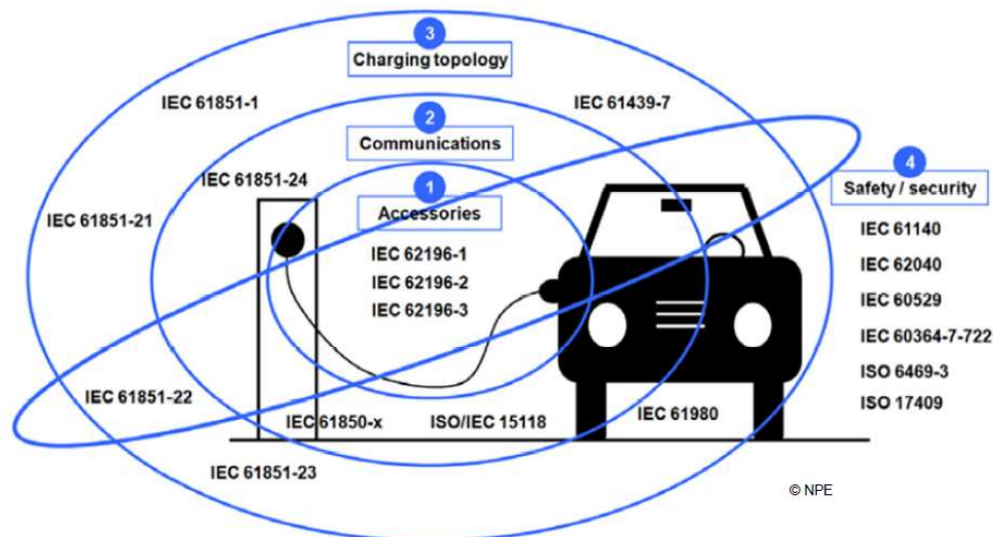 3
Charging topology
IEC 61851-1
IEC 61439-7
2
Communications
4
Safety / security
IEC 61851-24
1
Accessories
IEC 61851-21
IEC 61140
IEC 62196-1
IEC 62196-2
IEC 62196-3
IEC 62040
IEC 60529
IEC 60364-7-722
ISO 6469-3
ISO 17409
IEC 61851-22
IEC 61850-x
ISO/IEC 15118
IEC 61980
IEC 61851-23
© NPE